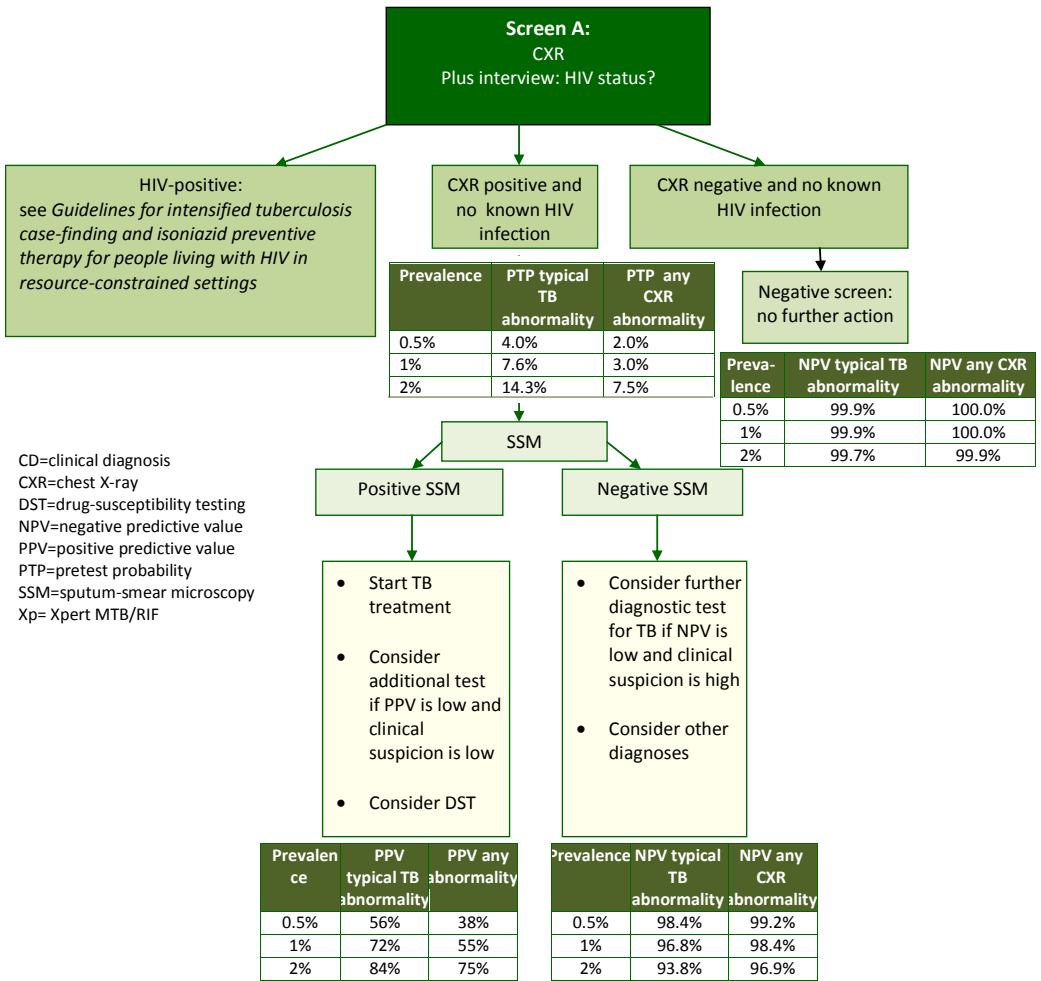 Screen A:
CXR
Plus interview: HIV status?
HIV-positive:
see Guidelines for intensified tuberculosis
case-finding and isoniazid preventive
therapy for people living with HIV in
resource-constrained settings
CXR positive and
no known HIV
infection
CXR negative and no known
HIV infection
Negative screen:
no further action
Prevalence PTP typical TB abnormality PTP any CXR abnormality
0.5% 4.0% 2.0%
1% 7.6% 3.0%
2% 14.3% 7.5%
Preva-lence NPV typical TB abnormality NPV any CXR abnormality
0.5% 99.9% 100.0%
1% 99.9% 100.0%
2% 99.7% 99.9%
SSM
Positive SSM
Negative SSM
CD=clinical diagnosis
CXR=chest X-ray
DST=drug-susceptibility testing
NPV=negative predictive value
PPV=positive predictive value
PTP=pretest probability
SSM=sputum-smear microscopy
Xp= Xpert MTB/RIF
• Start TB
treatment
• Consider
additional test
if PPV is low and
clinical
suspicion is low
• Consider DST
• Consider further
diagnostic test
for TB if NPV is
low and clinical
suspicion is high
• Consider other
diagnoses
Prevalen ce PPV typical TB abnormality PPV any abnormality
0.5% 56% 38%
1% 72% 55%
2% 84% 75%
Prevalence NPV typical TB abnormality NPV any CXR abnormality
0.5% 98.4% 99.2%
1% 96.8% 98.4%
2% 93.8% 96.9%